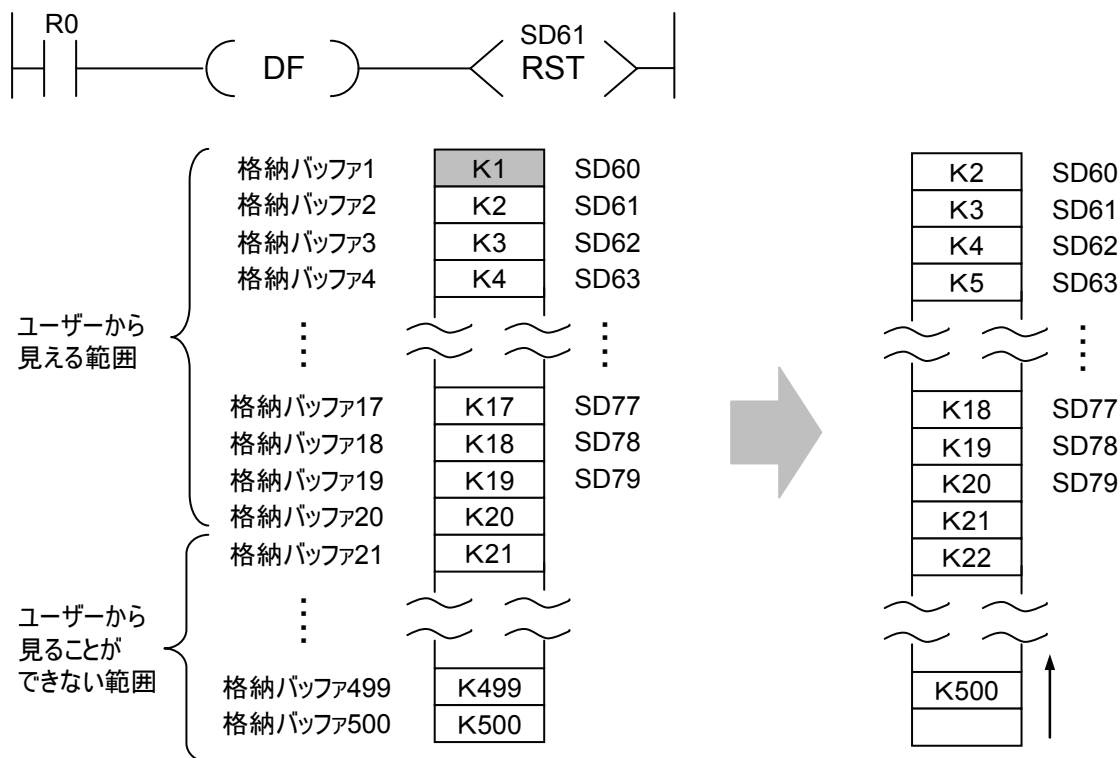 R0
DF
SD61
RST
格納バッファ1 K1 SD60
格納バッファ2 K2 SD61
格納バッファ3 K3 SD62
格納バッファ4 K4 SD63
ユーザーから
見える範囲
格納バッファ17 K17 SD77
格納バッファ18 K18 SD78
格納バッファ19 K19 SD79
格納バッファ20 K20
格納バッファ21 K21
ユーザーから
見ることが
できない範囲
格納バッファ499 K499
格納バッファ500 K500
K2 SD60
K3 SD61
K4 SD62
K5 SD63
K18 SD77
K19 SD78
K20 SD79
K21
K22
K500